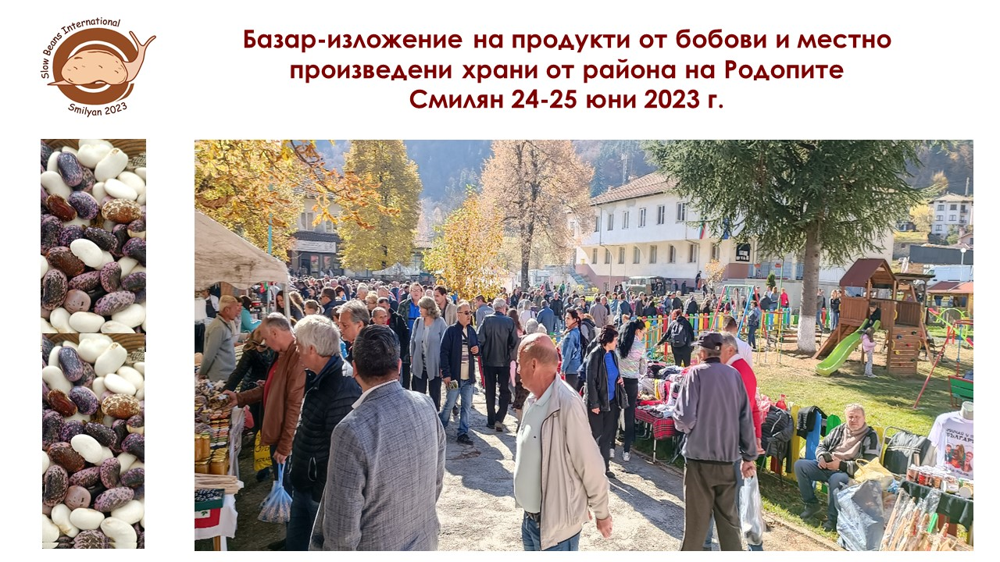 Slow Beans International
Smilyan 2023
Базар-изложение на продукти от бобови и местно
произведени храни от района на Родопите
Смилян 24-25 юни 2023 г.